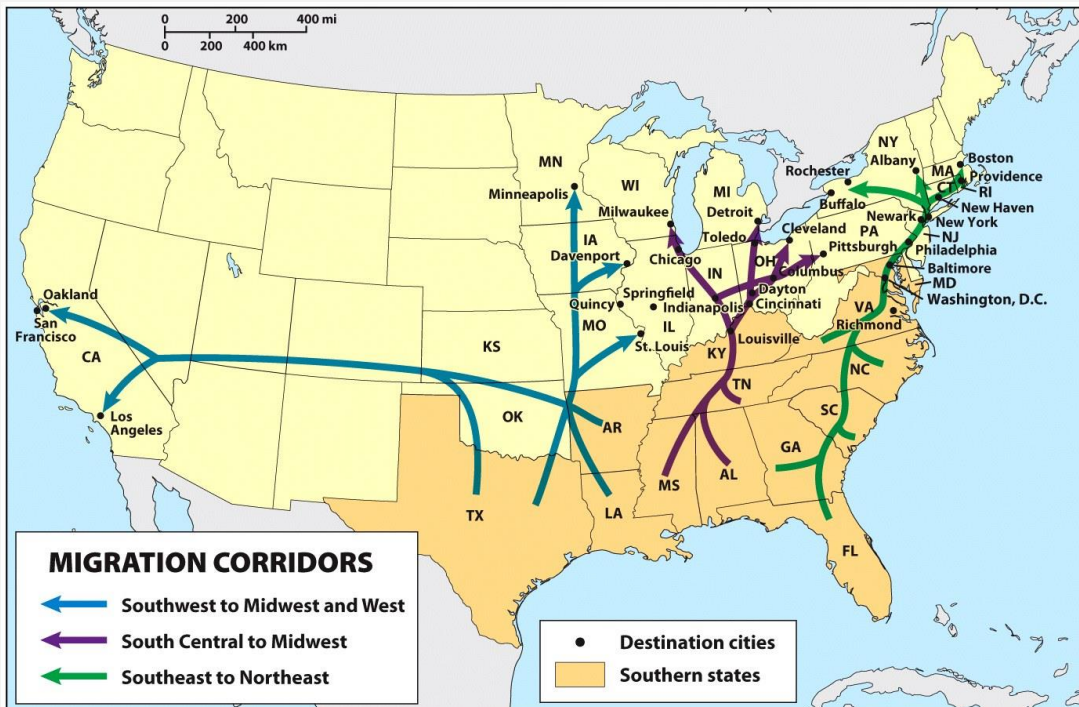 0 200 400 mi
0 200 400 km
MN
Minneapolis
WI
Milwaukee
MI
Detroit
Toledo
NY
Albany
Rochester
Buffalo
MA
CT
Boston
Providence
RI
New Haven
New York
Newark
NJ
PA
Philadelphia
Pittsburgh
Cleveland
OH
Columbus
Baltimore
MD
Washington, D.C.
IA
Davenport
Chicago
IN
Dayton
Cincinnati
Quincy
Springfield
Indianapolis
IL
MO
St. Louis
Louisville
VA
Richmond
Oakland
San
Francisco
CA
Los
Angeles
KS
KY
TN
NC
OK
AR
SC
GA
MS
AL
TX
LA
FL
MIGRATION CORRIDORS
Southwest to Midwest and West
South Central to Midwest
Southeast to Northeast
Destination cities
Southern states